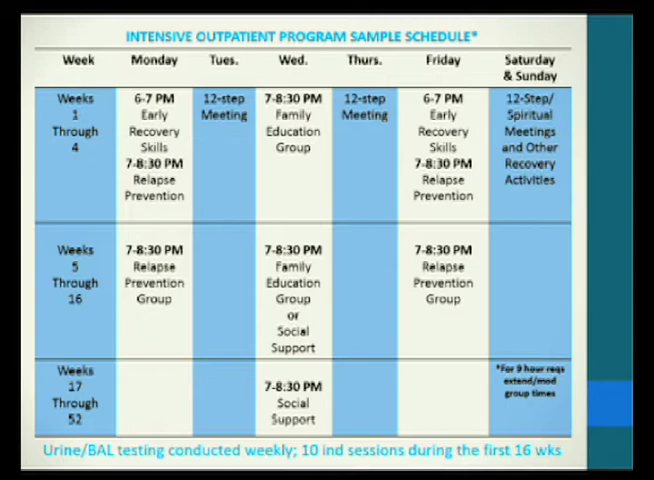 INTENSIVE OUTPATIENT PROGRAM SAMPLE SCHEDULE*
Week Monday Tues. Wed. Thurs. Friday Saturday
& Sunday
Weeks 6-7 PM 12-step 7-8:30 PM 12-step 6-7 PM 12-Step/
1 Early Meeting Family Meeting Early Spiritual
Through Recovery Education Recovery Meetings
4 Skills Group Skills and Other
7-8:30 PM 7-8:30 PM Recovery
Relapse Relapse Activities
Prevention Prevention
Weeks 7-8:30 PM 7-8:30 PM 7-8:30 PM
5 Relapse Family Relapse
Through Prevention Education Prevention
16 Group Group Group
or
Social
Support
Weeks *For 9 hour reqs
17 7-8:30 PM extend/mod
Through Social group times
52 Support
Urine/BAL testing conducted weekly; 10 ind sessions during the first 16 wks